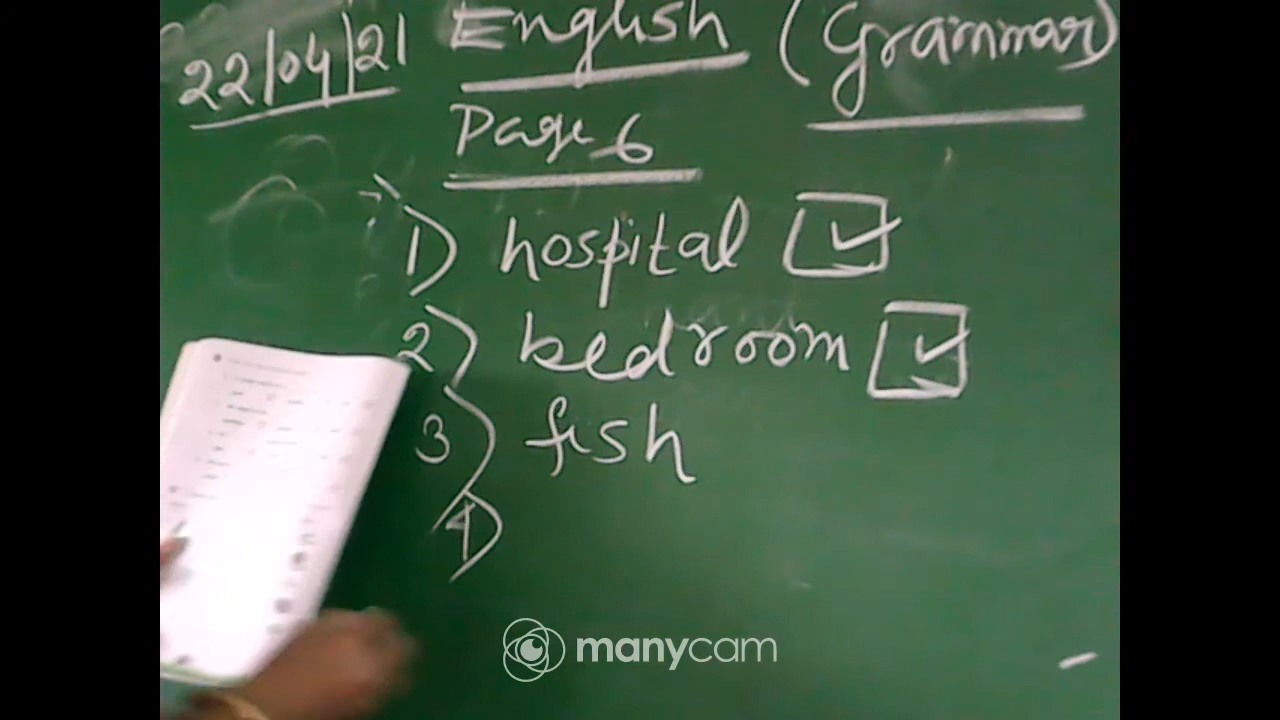 22/04/21 English (Grammar)
Page 6
1) hospital
2) bedroom
3) fish
4)
manycam